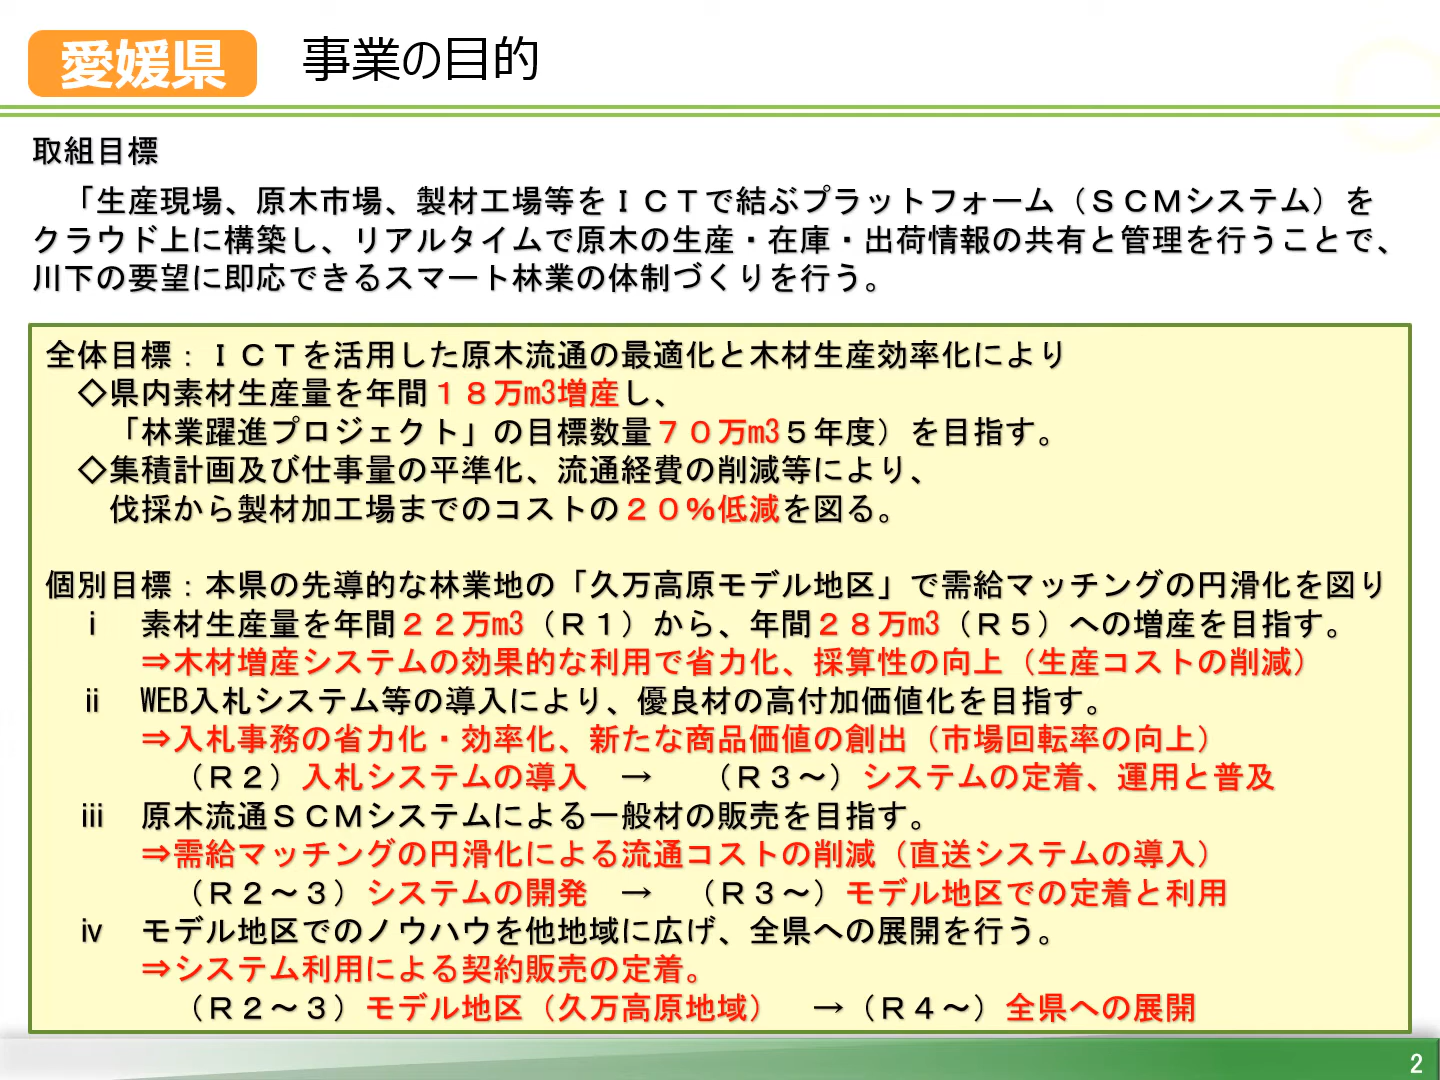 愛媛県
事業の目的
取組目標
「生産現場、原木市場、製材工場等をＩＣＴで結ぶプラットフォーム（ＳＣＭシステム）を
クラウド上に構築し、リアルタイムで原木の生産・在庫・出荷情報の共有と管理を行うことで、
川下の要望に即応できるスマート林業の体制づくりを行う。
全体目標：ＩＣＴを活用した原木流通の最適化と木材生産効率化により
◇県内素材生産量を年間１８万m3増産し、
「林業躍進プロジェクト」の目標数量７０万m3５年度）を目指す。
◇集積計画及び仕事量の平準化、流通経費の削減等により、
伐採から製材加工場までのコストの２０％低減を図る。
個別目標：本県の先導的な林業地の「久万高原モデル地区」で需給マッチングの円滑化を図り
ⅰ　素材生産量を年間２２万m3（Ｒ１）から、年間２８万m3（Ｒ５）への増産を目指す。
⇒木材増産システムの効果的な利用で省力化、採算性の向上（生産コストの削減）
ⅱ　WEB入札システム等の導入により、優良材の高付加価値化を目指す。
⇒入札事務の省力化・効率化、新たな商品価値の創出（市場回転率の向上）
（Ｒ２）入札システムの導入　→　（Ｒ３～）システムの定着、運用と普及
ⅲ　原木流通ＳＣＭシステムによる一般材の販売を目指す。
⇒需給マッチングの円滑化による流通コストの削減（直送システムの導入）
（Ｒ２～３）システムの開発　→　（Ｒ３～）モデル地区での定着と利用
ⅳ　モデル地区でのノウハウを他地域に広げ、全県への展開を行う。
⇒システム利用による契約販売の定着。
（Ｒ２～３）モデル地区（久万高原地域）　→（Ｒ４～）全県への展開
2